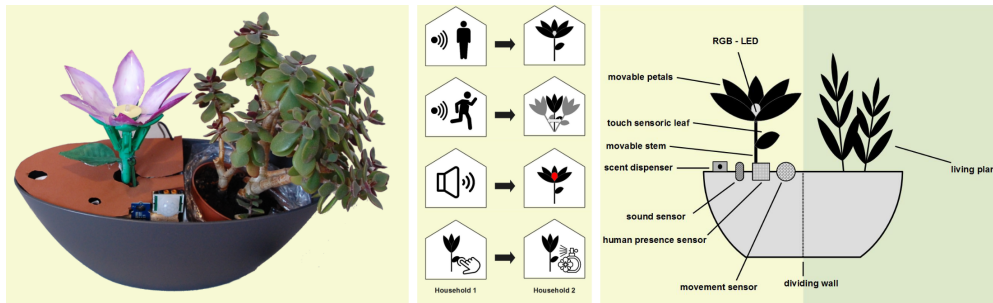 Household 1
Household 2
RGB - LED
movable petals
touch sensoric leaf
movable stem
scent dispenser
living plan
sound sensor
human presence sensor
movement sensor
dividing wall